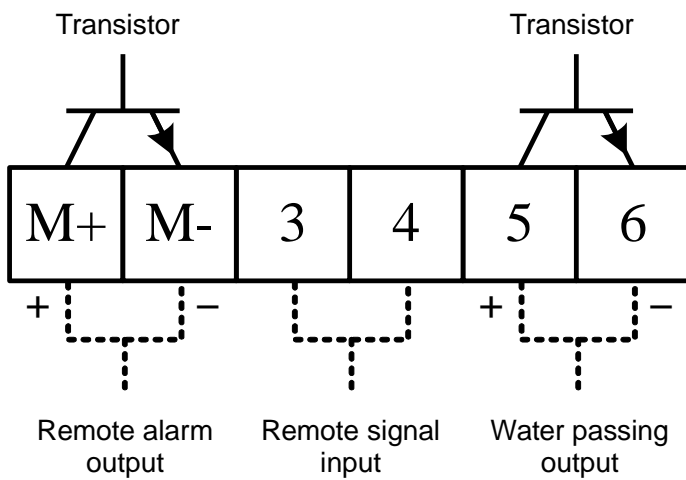 Transistor Transistor
M+ M- 3 4 5 6
+ − + −
Remote alarm output
Remote signal input
Water passing output